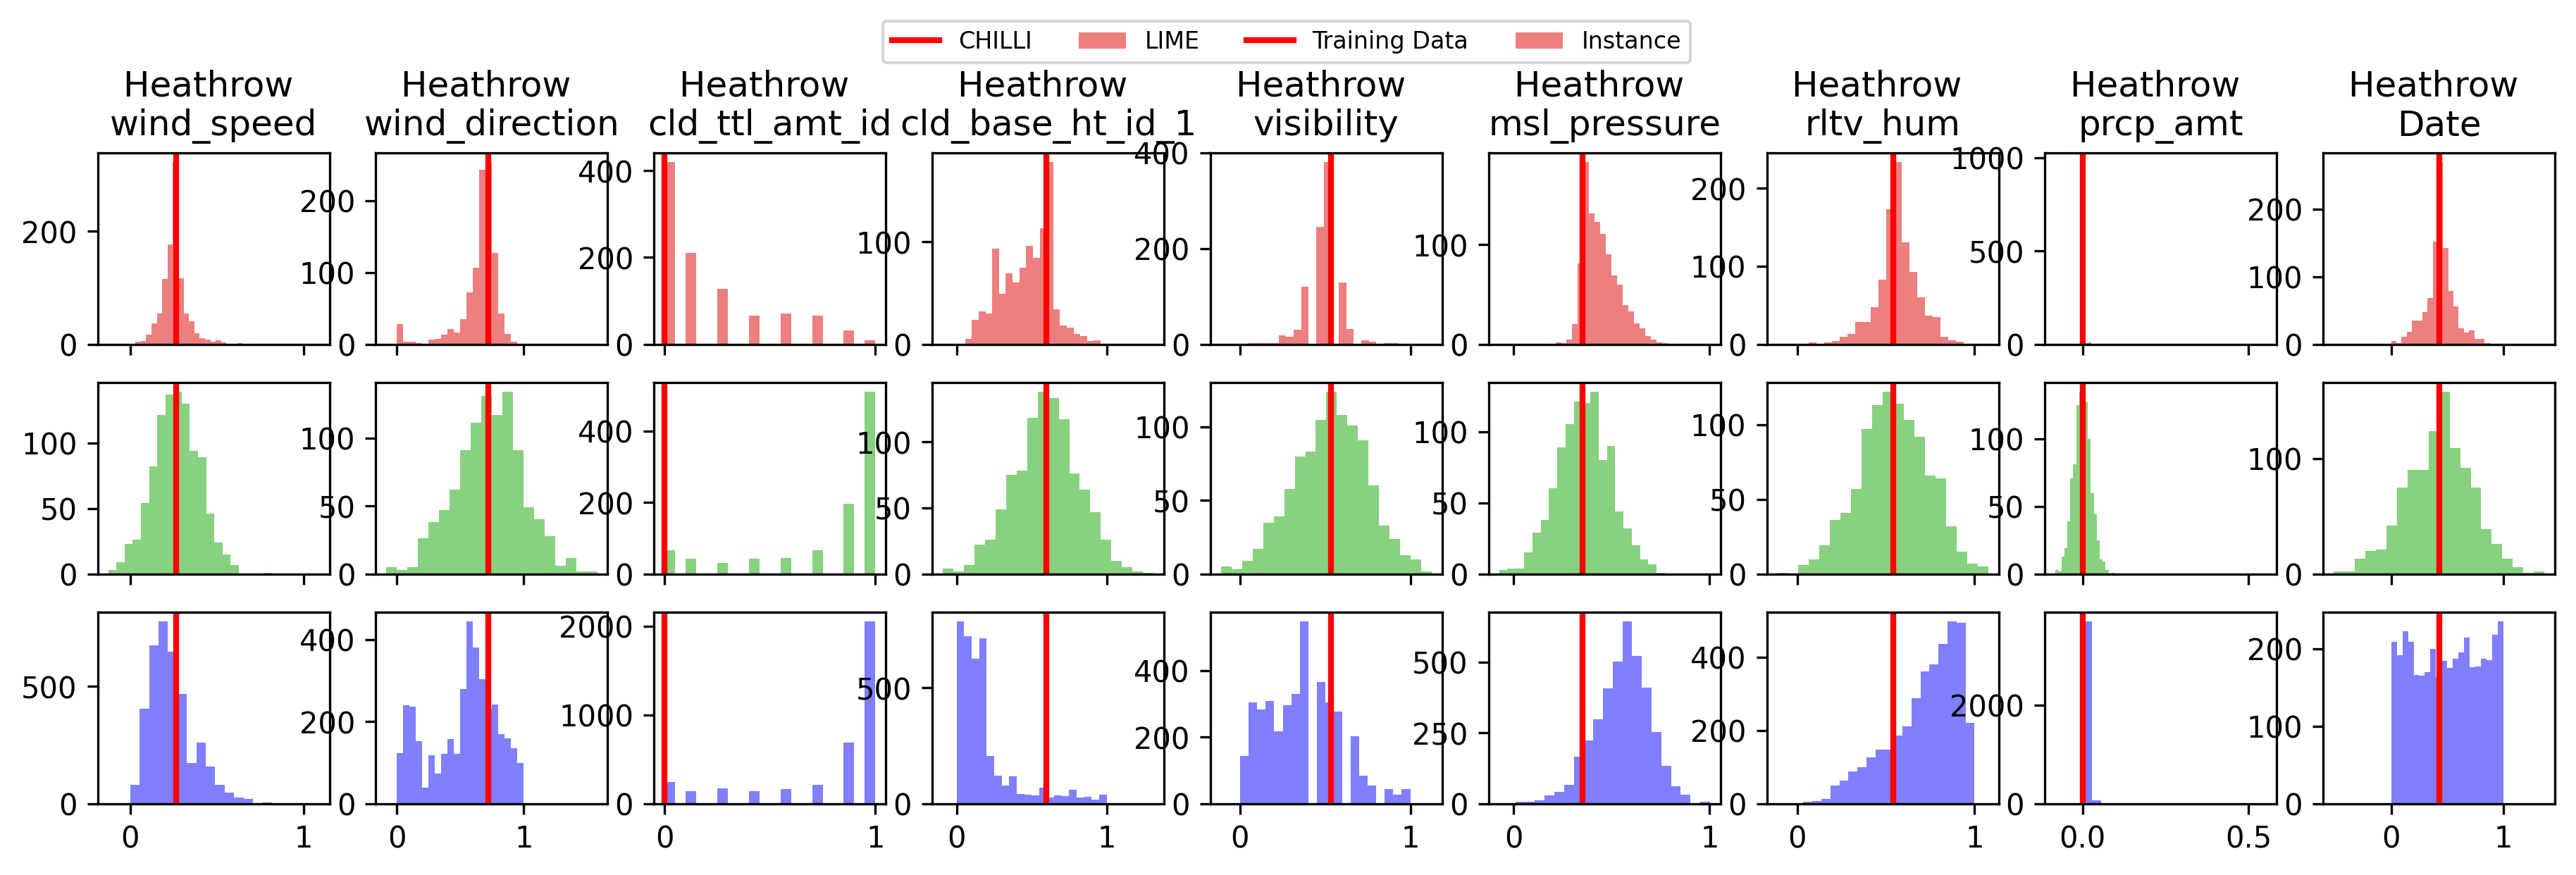 CHILLI LIME Training Data Instance
Heathrow Heathrow Heathrow Heathrow Heathrow Heathrow Heathrow Heathrow Heathrow
wind_speed wind_direction cld_ttl_amt_id cld_base_ht_id_1 visibility msl_pressure rltv_hum prcp_amt Date
200 0
200 100 0
400 200 0
100 0
400 200 0
100 0
200 100 0
1000 500 0
200 100 0
100 50 0
100 50 0
400 200 0
100 50 0
100 50 0
100 50 0
100 50 0
100 50 0
100 0
500 0
400 200 0
2000 1000 0
500 0
400 200 0
500 250 0
400 200 0
2000 0
200 100 0
0 1 0 1 0 1 0 1 0 1 0 1 0 1 0.0 0.5 0 1